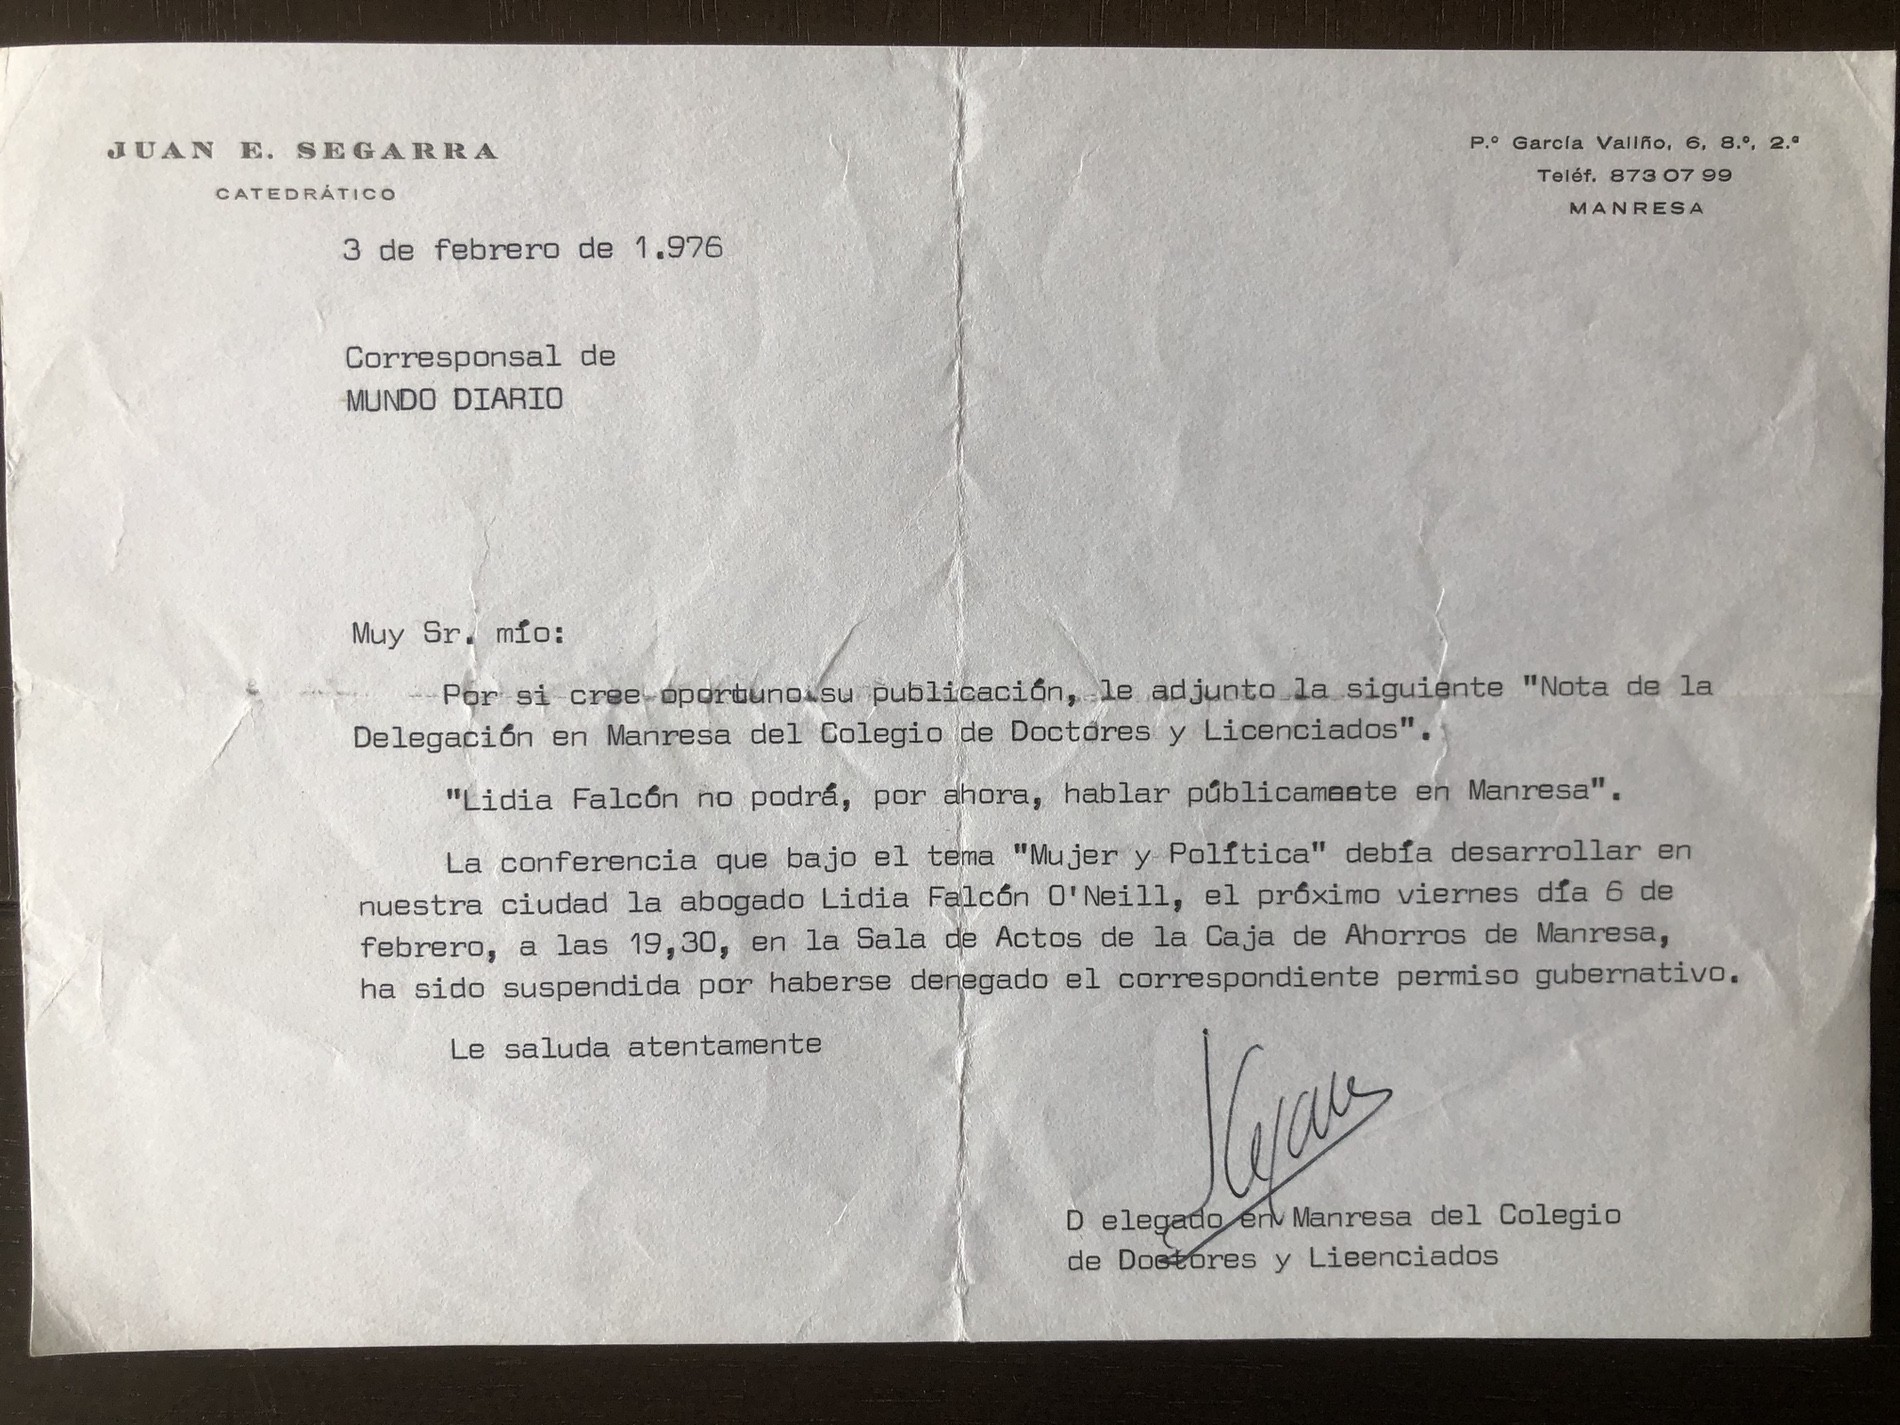 JUAN E. SEGARRA
CATEDRÁTICO
P.º García Valiño, 6, 8.º, 2.ª
Teléf. 873 07 99
MANRESA
3 de febrero de 1.976
Corresponsal de
MUNDO DIARIO
Muy Sr. mío:
Por si cree oportuno su publicación, le adjunto la siguiente "Nota de la
Delegación en Manresa del Colegio de Doctores y Licenciados".
"Lidia Falcón no podrá, por ahora, hablar públicamente en Manresa".
La conferencia que bajo el tema "Mujer y Política" debía desarrollar en
nuestra ciudad la abogado Lidia Falcón O'Neill, el próximo viernes día 6 de
febrero, a las 19,30, en la Sala de Actos de la Caja de Ahorros de Manresa,
ha sido suspendida por haberse denegado el correspondiente permiso gubernativo.
Le saluda atentamente
D elegado en Manresa del Colegio
de Doctores y Lieenciados